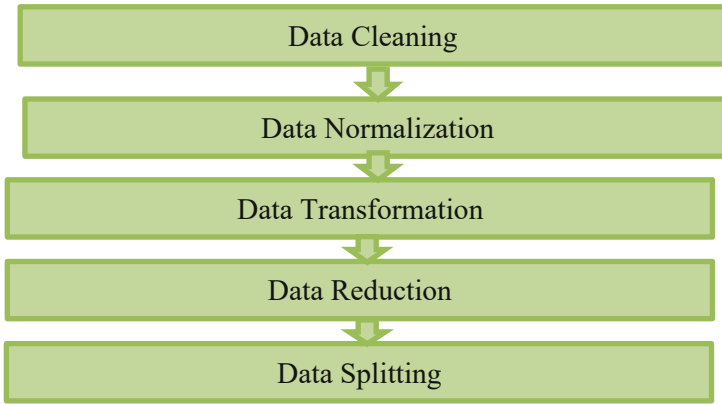 Data Cleaning
Data Normalization
Data Transformation
Data Reduction
Data Splitting